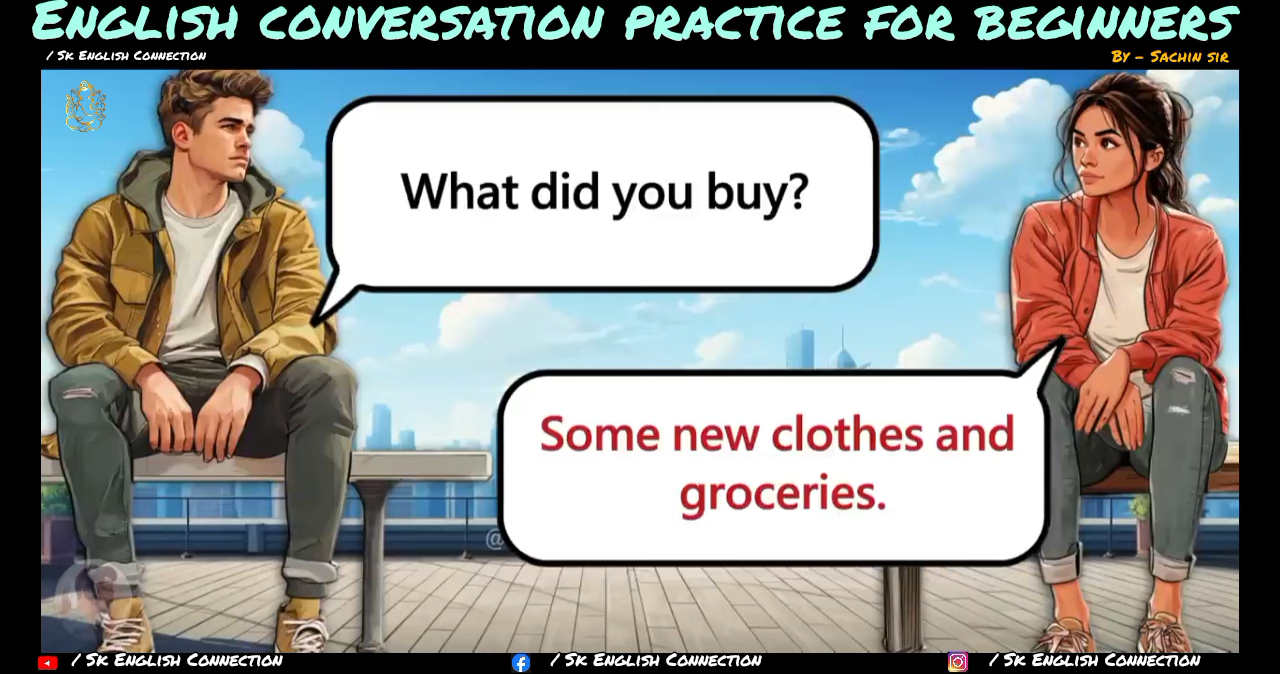 English conversation practice for beginners
/ Sk English Connection
By - Sachin sir
What did you buy?
Some new clothes and
groceries.
@
/ Sk English Connection
/ Sk English Connection
/ Sk English Connection